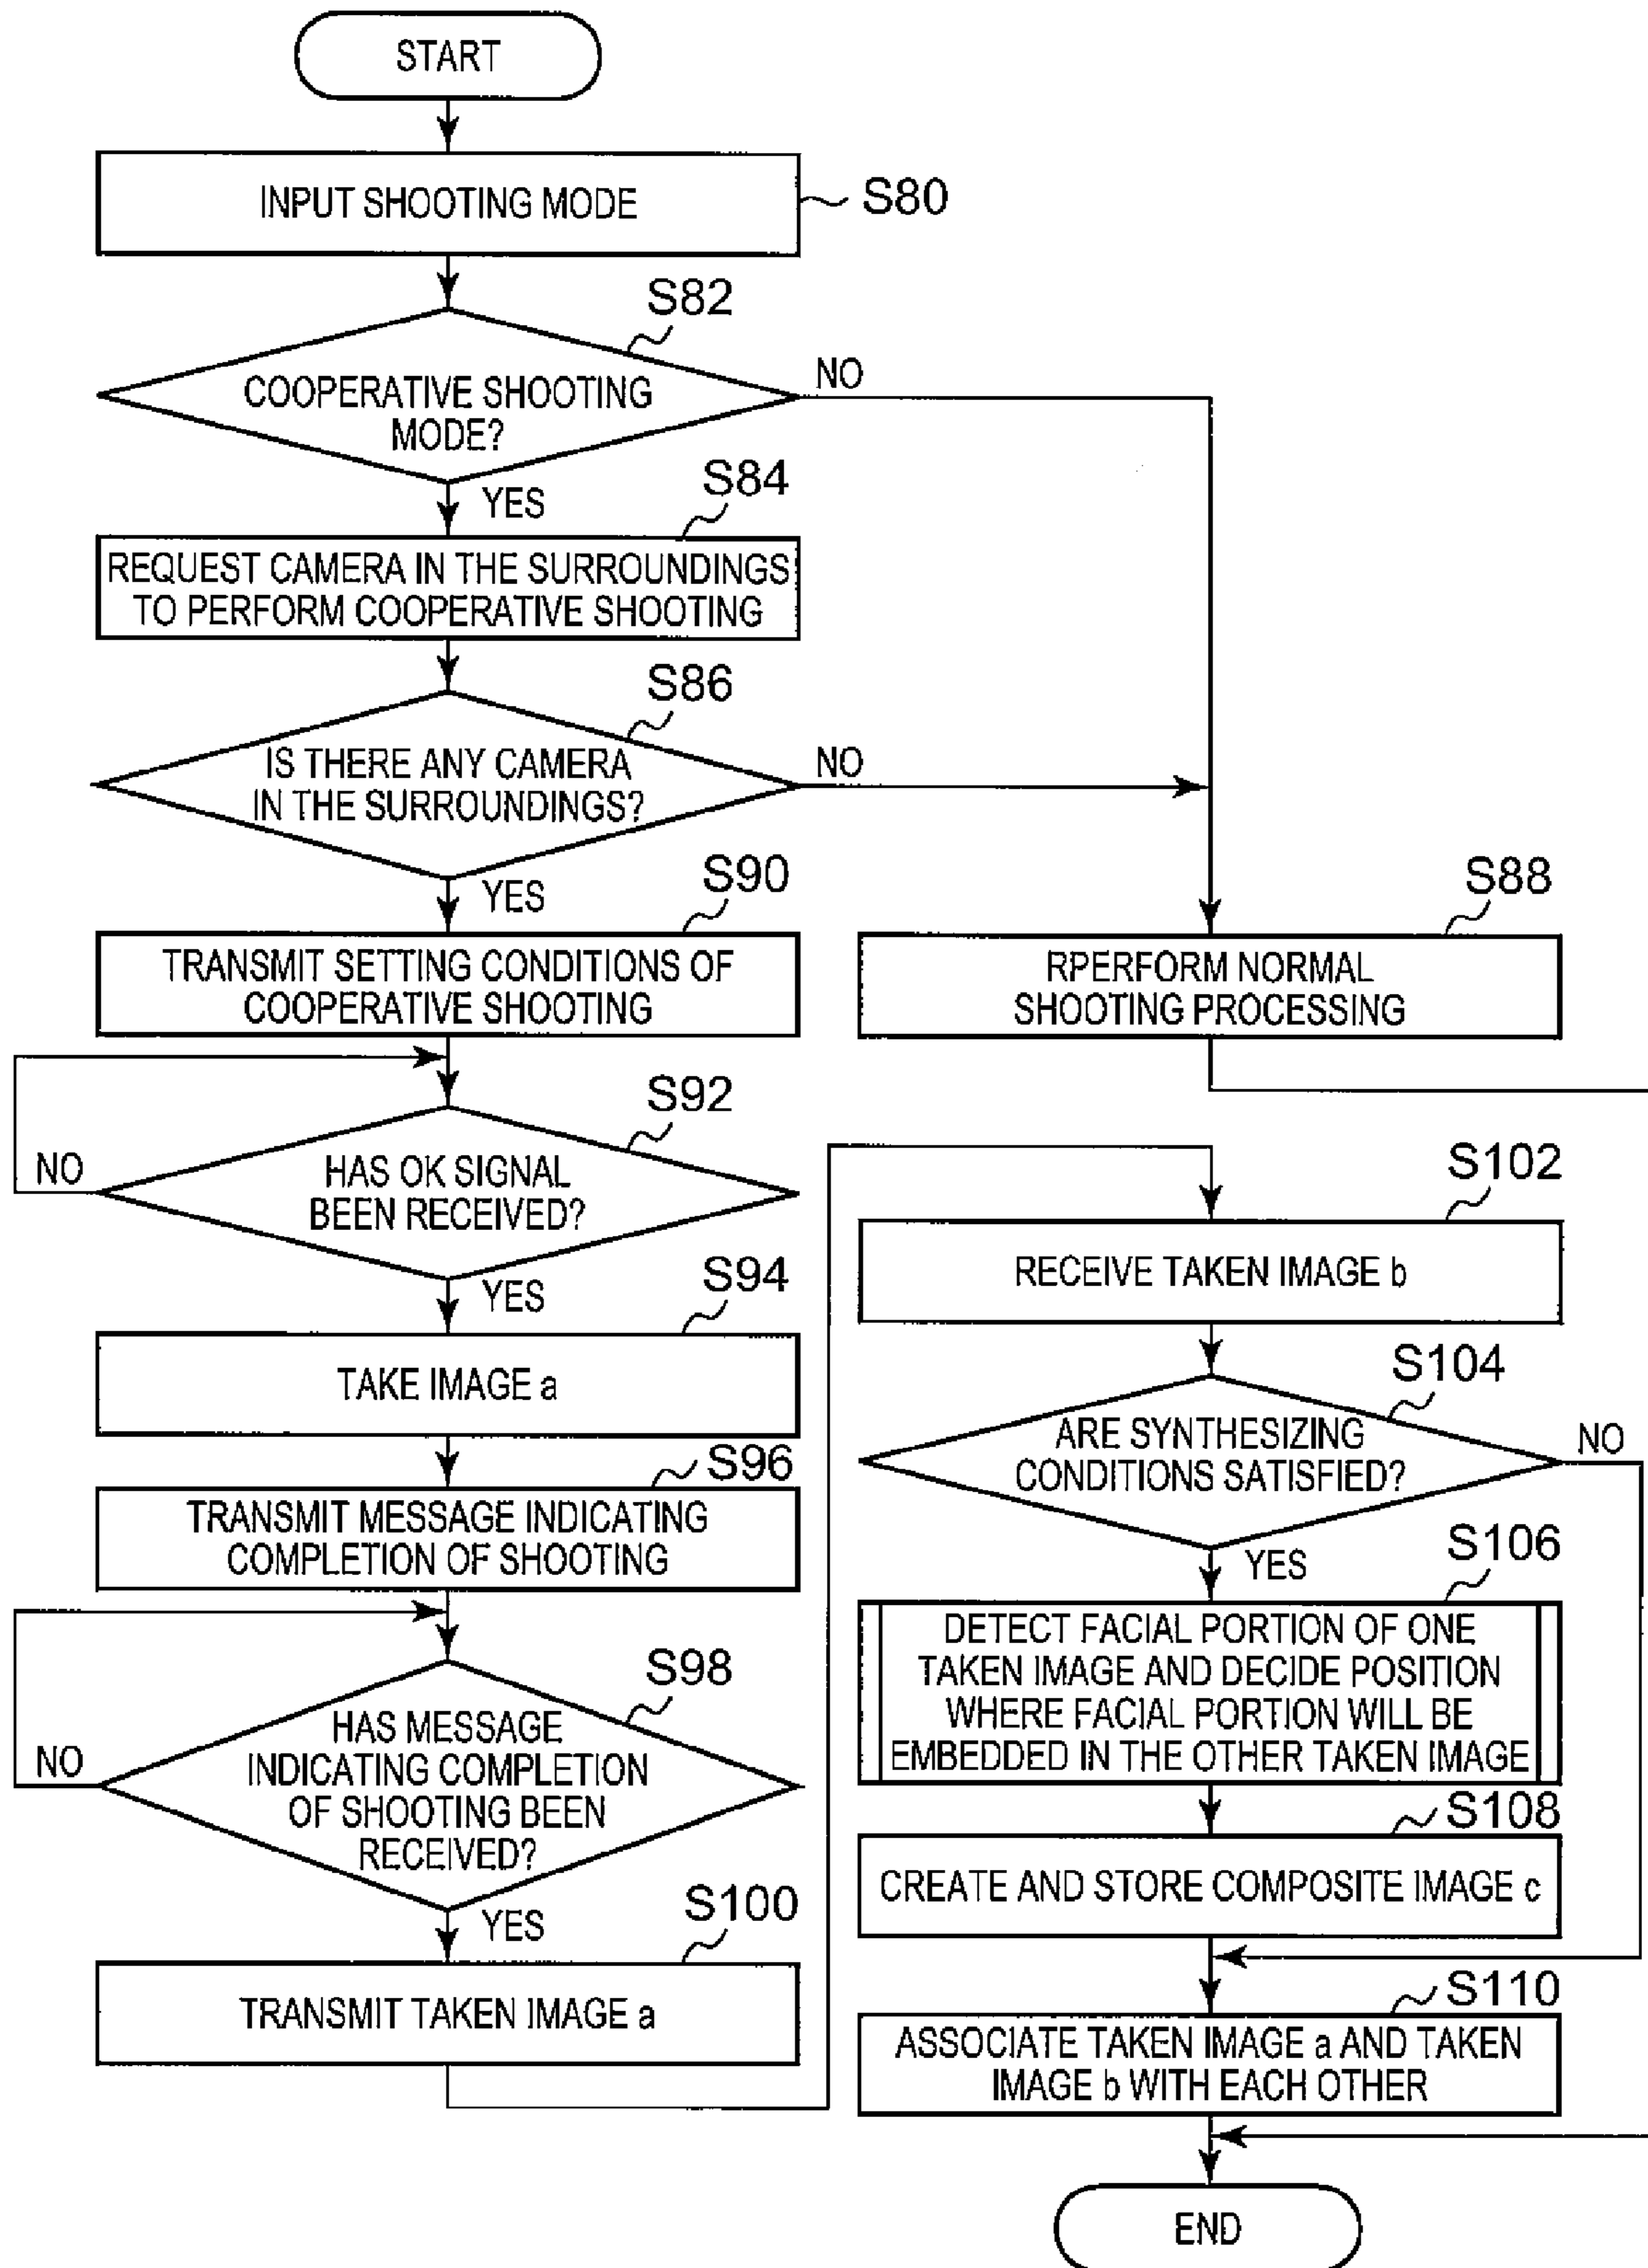 START
INPUT SHOOTING MODE
S80
S82
COOPERATIVE SHOOTING
MODE?
NO
YES
S84
REQUEST CAMERA IN THE SURROUNDINGS
TO PERFORM COOPERATIVE SHOOTING
S86
IS THERE ANY CAMERA
IN THE SURROUNDINGS?
NO
YES
S90
TRANSMIT SETTING CONDITIONS OF
COOPERATIVE SHOOTING
S88
RPERFORM NORMAL
SHOOTING PROCESSING
S92
HAS OK SIGNAL
BEEN RECEIVED?
NO
YES
S94
TAKE IMAGE a
S96
TRANSMIT MESSAGE INDICATING
COMPLETION OF SHOOTING
S98
HAS MESSAGE
INDICATING COMPLETION
OF SHOOTING BEEN
RECEIVED?
NO
YES
S100
TRANSMIT TAKEN IMAGE a
S102
RECEIVE TAKEN IMAGE b
S104
ARE SYNTHESIZING
CONDITIONS SATISFIED?
NO
YES
S106
DETECT FACIAL PORTION OF ONE
TAKEN IMAGE AND DECIDE POSITION
WHERE FACIAL PORTION WILL BE
EMBEDDED IN THE OTHER TAKEN IMAGE
S108
CREATE AND STORE COMPOSITE IMAGE c
S110
ASSOCIATE TAKEN IMAGE a AND TAKEN
IMAGE b WITH EACH OTHER
END